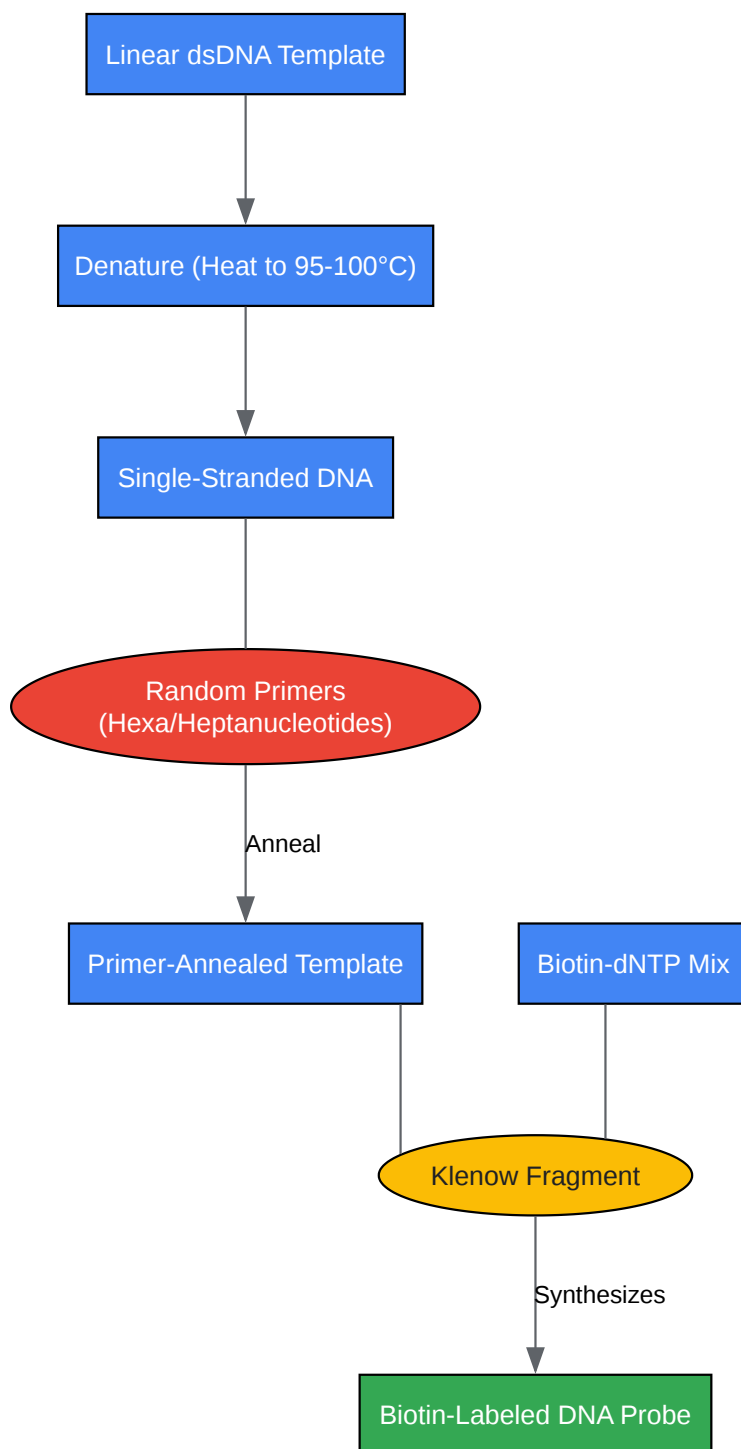 Linear dsDNA Template
Denature (Heat to 95-100°C)
Single-Stranded DNA
Random Primers
(Hexa/Heptanucleotides)
Anneal
Primer-Annealed Template
Biotin-dNTP Mix
Klenow Fragment
Synthesizes
Biotin-Labeled DNA Probe